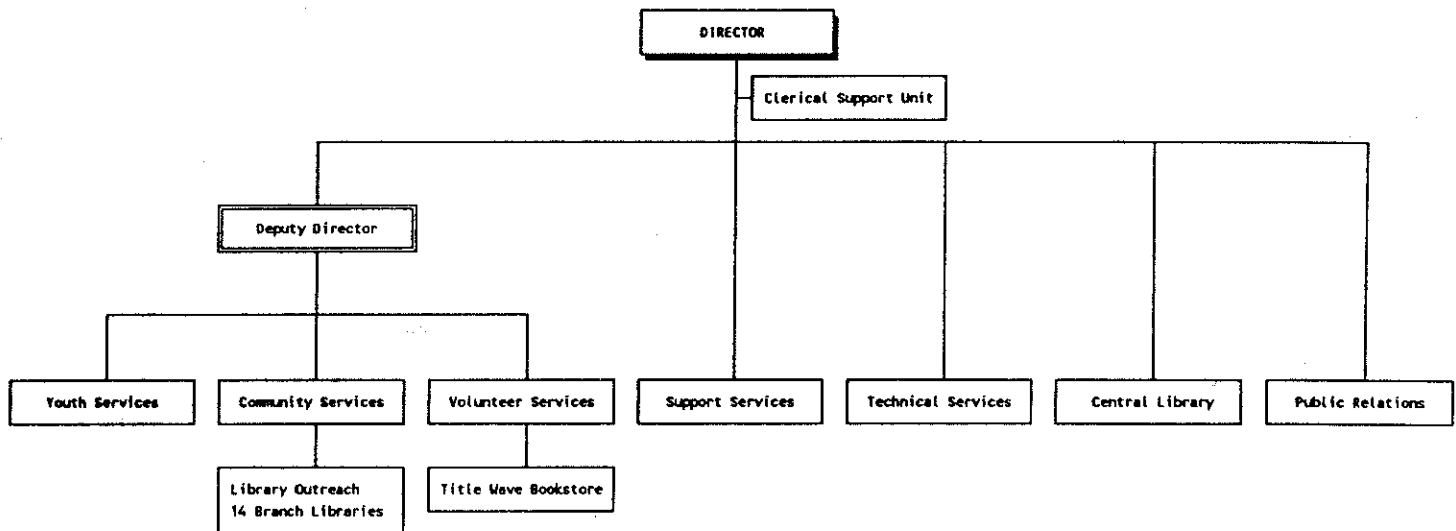 DIRECTOR
Clerical Support Unit
Deputy Director
Youth Services
Community Services
Volunteer Services
Support Services
Technical Services
Central Library
Public Relations
Library Outreach
14 Branch Libraries
Title Wave Bookstore